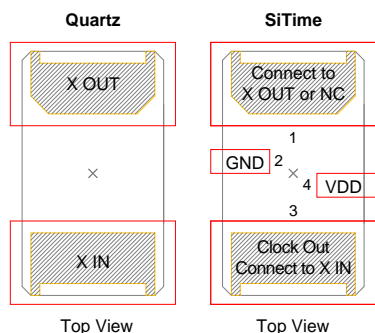 Quartz
SiTime
X OUT
Connect to
X OUT or NC
1
GND
2
4
VDD
3
X IN
Clock Out
Connect to X IN
Top View
Top View